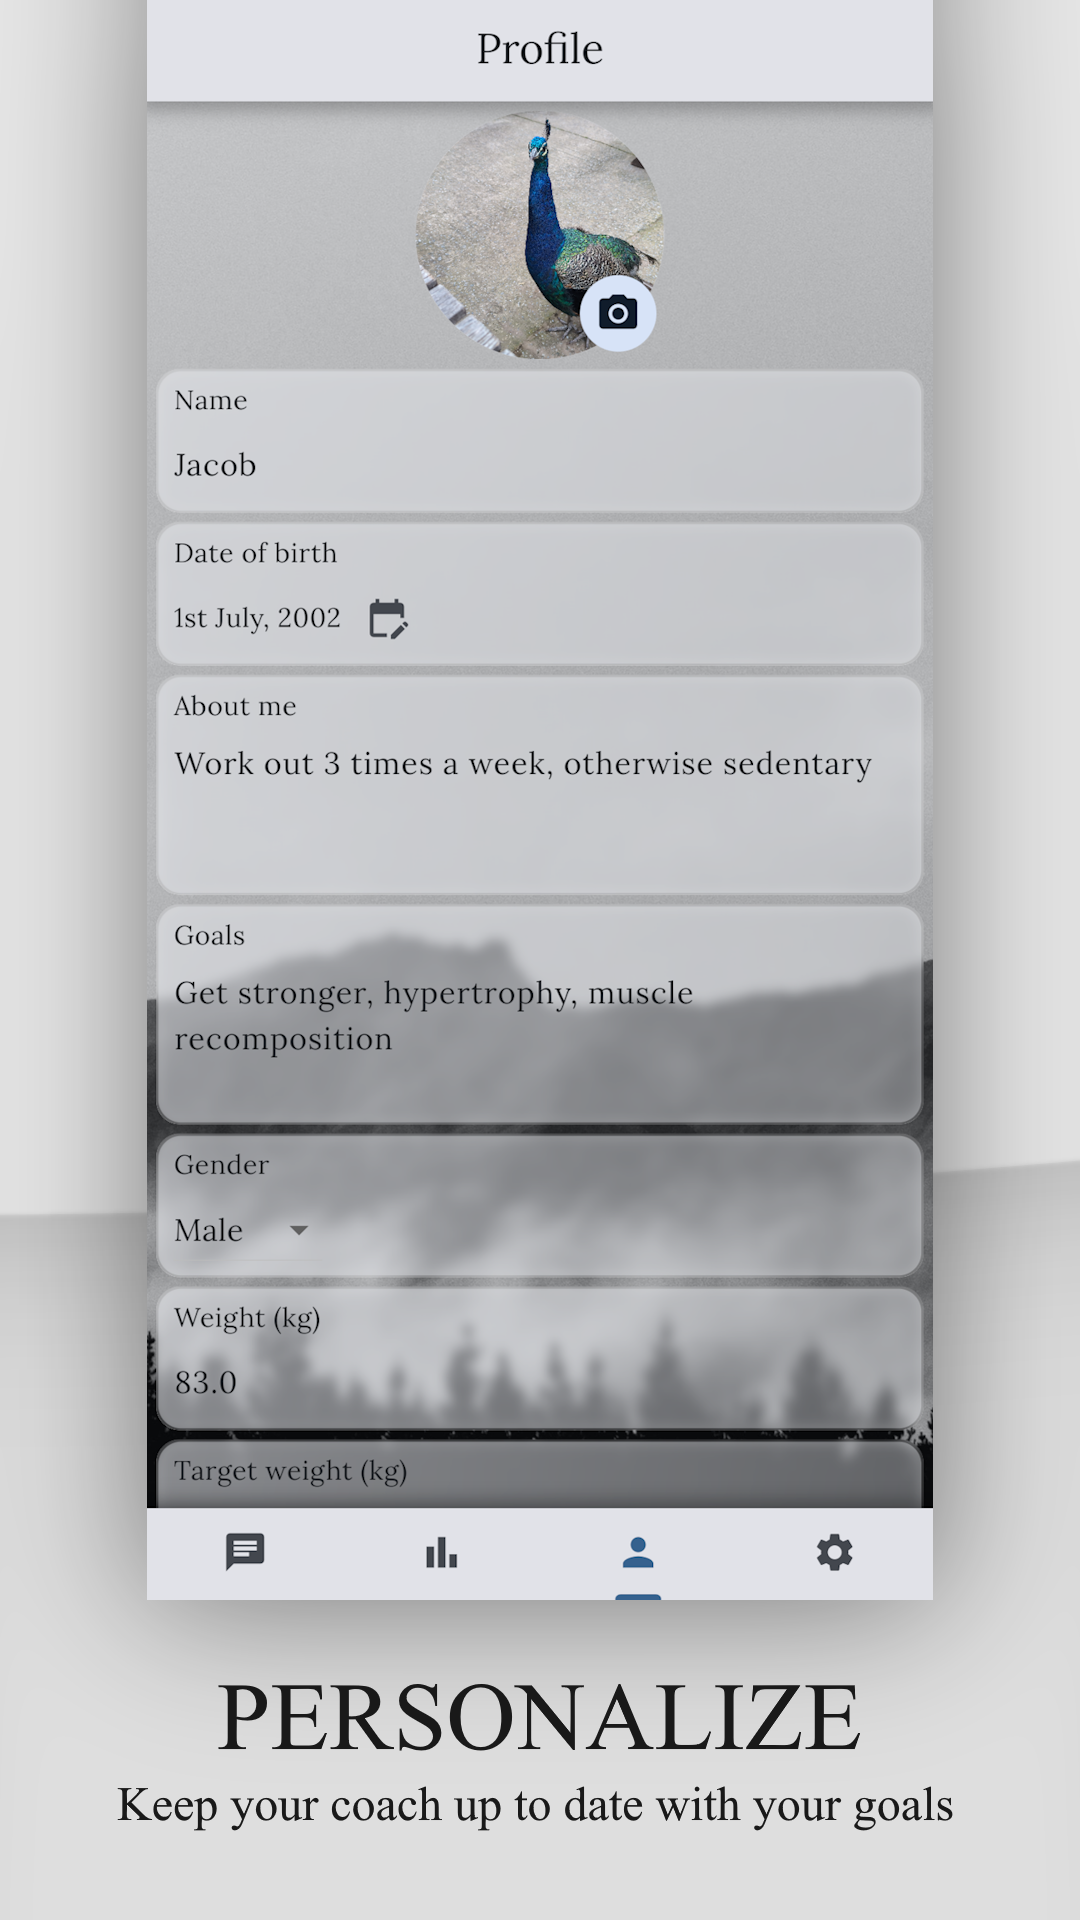 Profile
Name
Jacob
Date of birth
1st July, 2002
About me
Work out 3 times a week, otherwise sedentary
Goals
Get stronger, hypertrophy, muscle
recomposition
Gender
Male
Weight (kg)
83.0
Target weight (kg)
PERSONALIZE
Keep your coach up to date with your goals